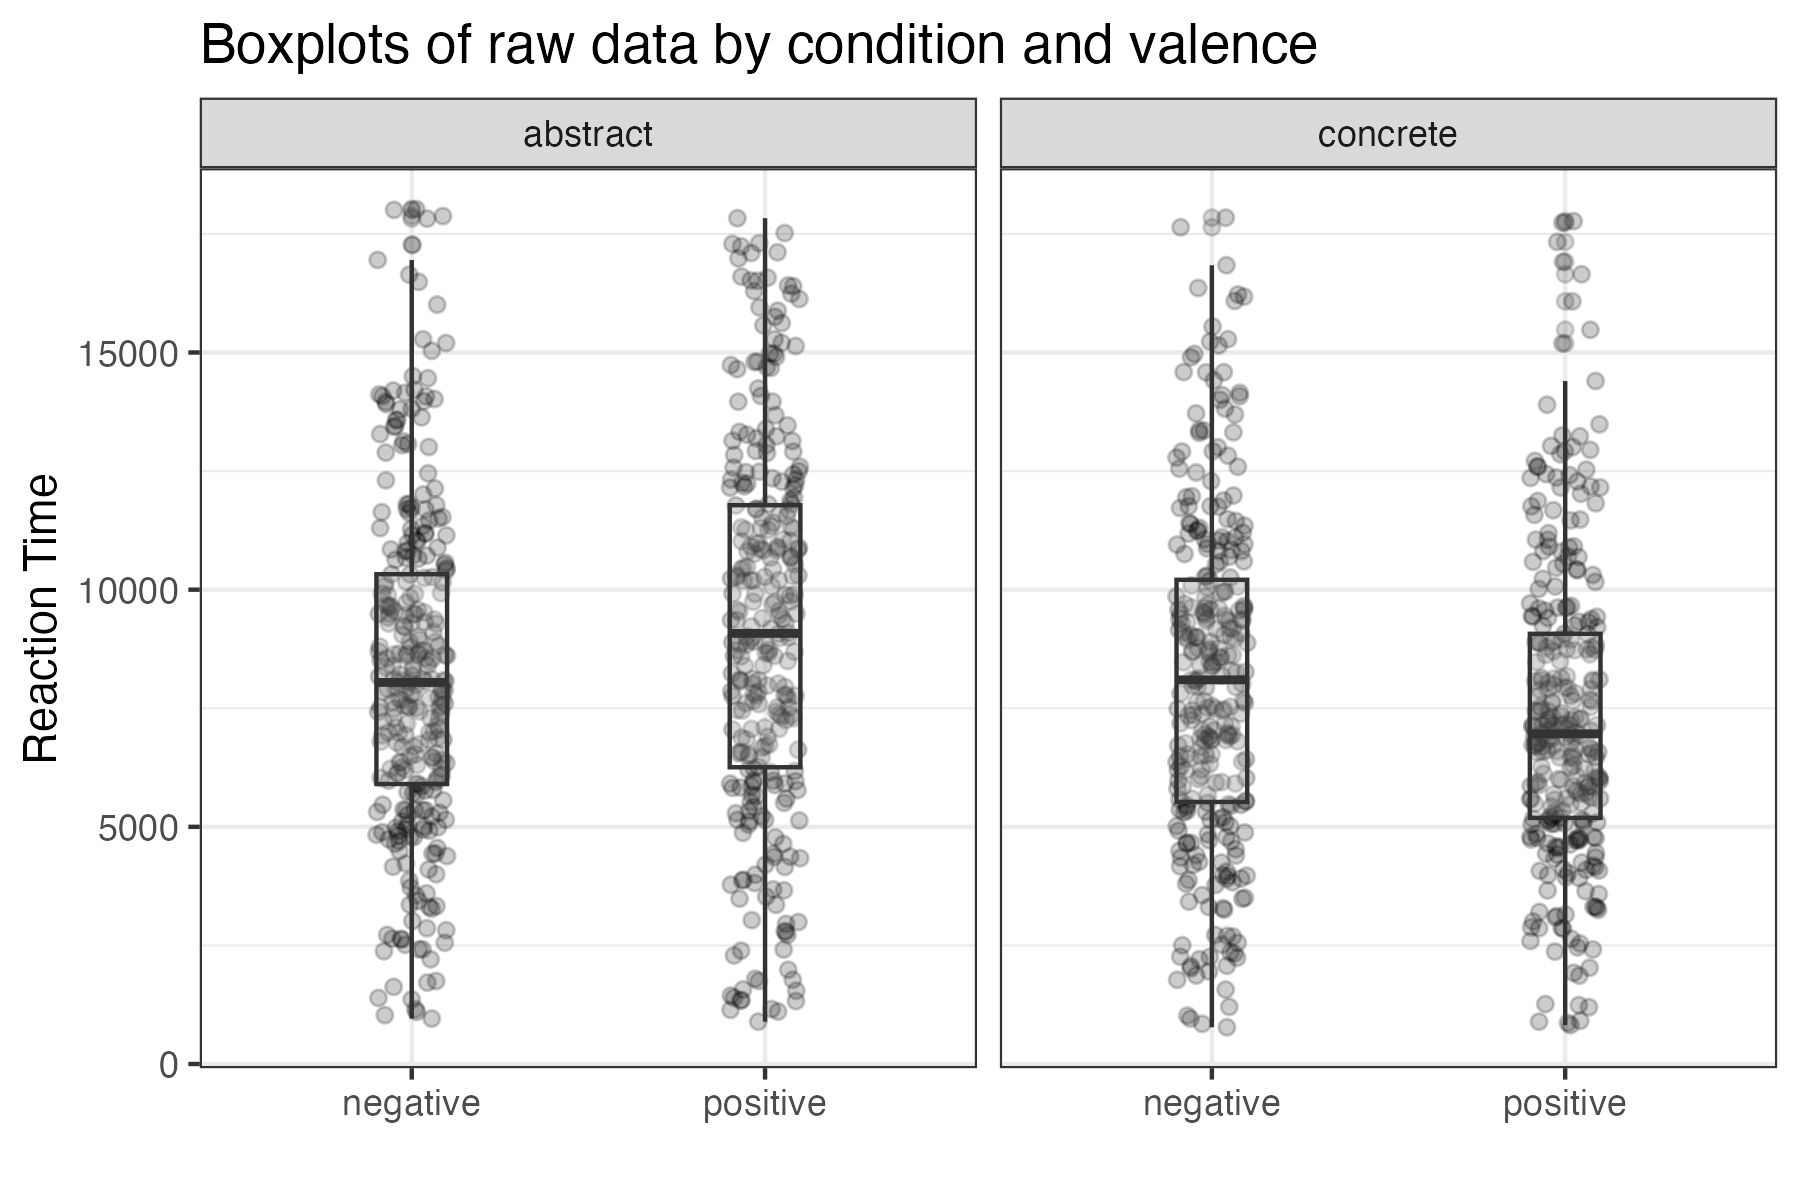 Boxplots of raw data by condition and valence
abstract
concrete
Reaction Time
15000
10000
5000
0
negative
positive
negative
positive